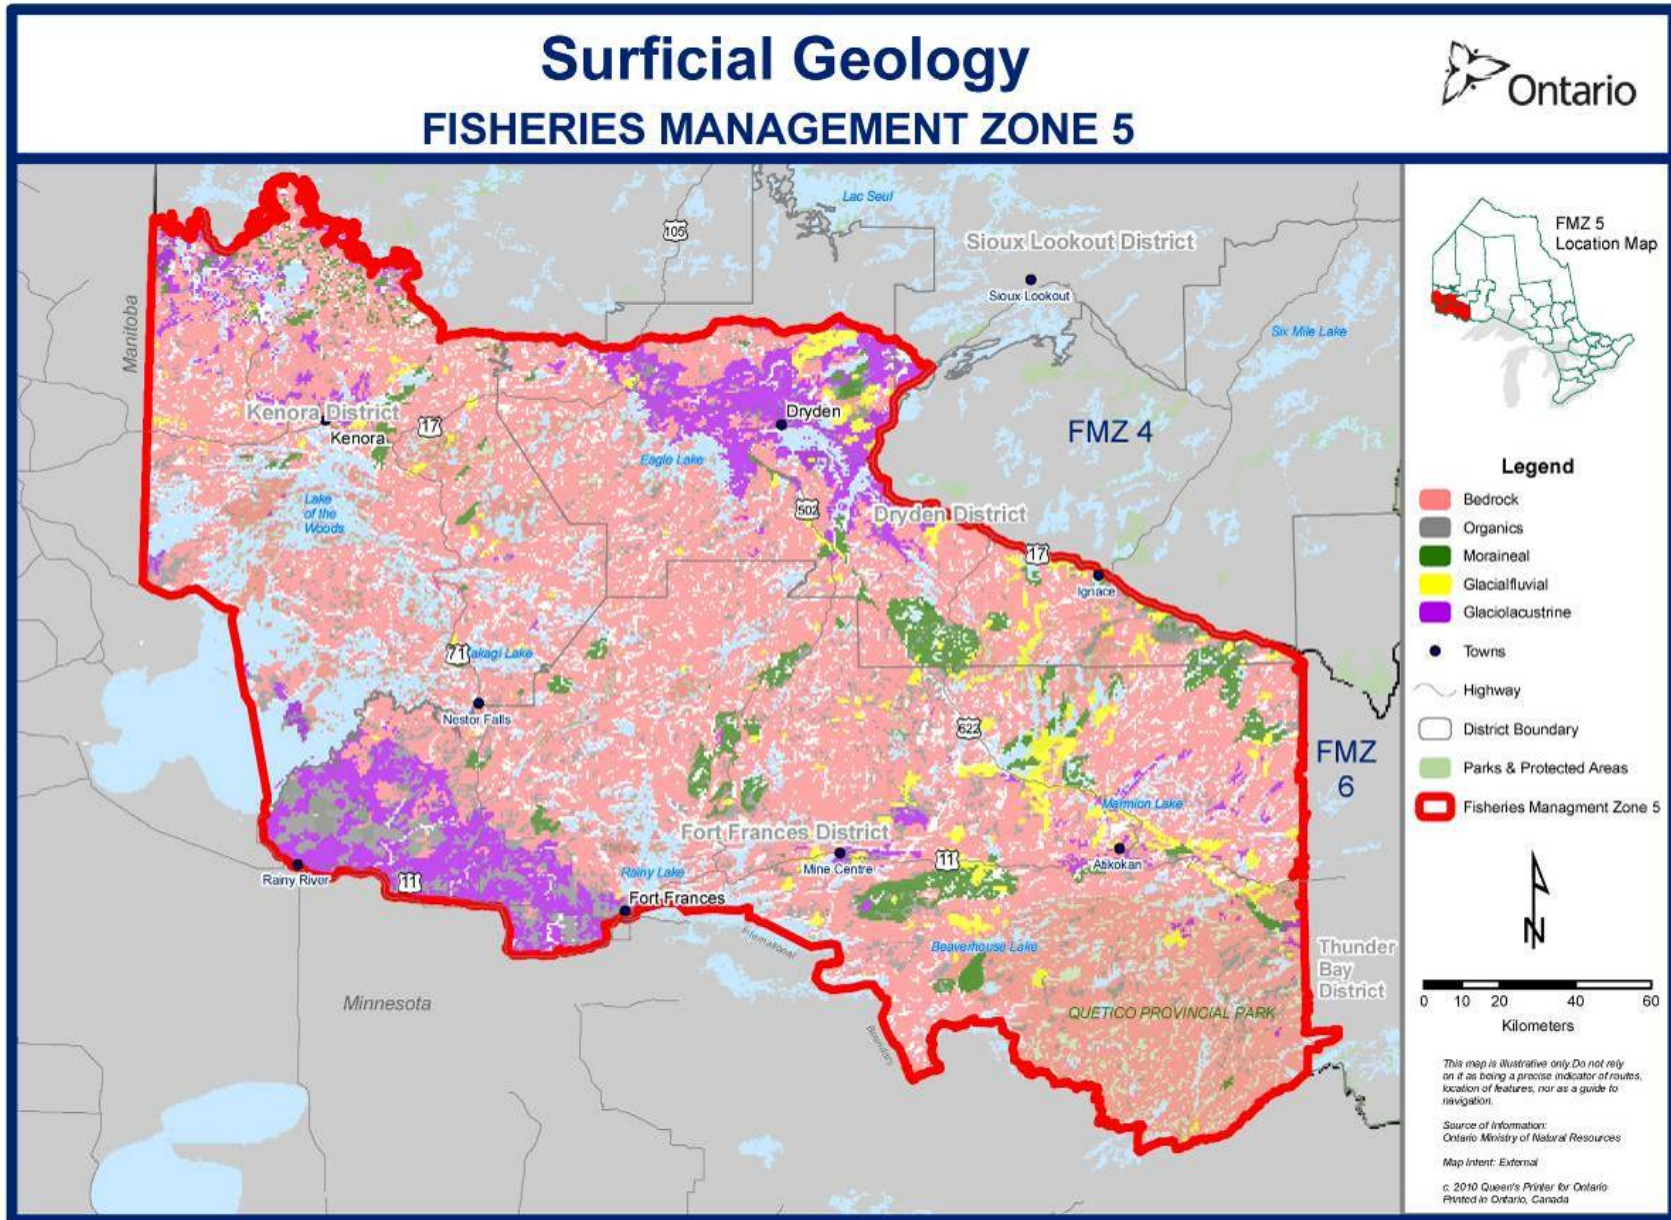 Surficial Geology
FISHERIES MANAGEMENT ZONE 5
Ontario
Lac Seul
105
Sioux Lookout District
Sioux Lookout
Six Mile Lake
Manitoba
Kenora District
Kenora
17
Dryden
FMZ 4
Eagle Lake
Lake
of the
Woods
502
Dryden District
17
Ignace
71
akagi Lake
Nestor Falls
622
FMZ
6
Marmion Lake
Fort Frances District
Mine Centre
11
Atikokan
Rainy Lake
Rainy River
11
Fort Frances
International
Boundary
Beaverhouse Lake
Thunder
Bay
District
Minnesota
QUETICO PROVINCIAL PARK
FMZ 5
Location Map
Legend
Bedrock
Organics
Moraineal
Glacialfluvial
Glaciolacustrine
Towns
Highway
District Boundary
Parks & Protected Areas
Fisheries Managment Zone 5
N
0 10 20 40 60
Kilometers
This map is illustrative only.Do not rely
on it as being a precise indicator of routes,
location of features, nor as a guide to
navigation.
Source of Information:
Ontario Ministry of Natural Resources
Map Intent: External
c. 2010 Queen's Printer for Ontario
Printed in Ontario, Canada